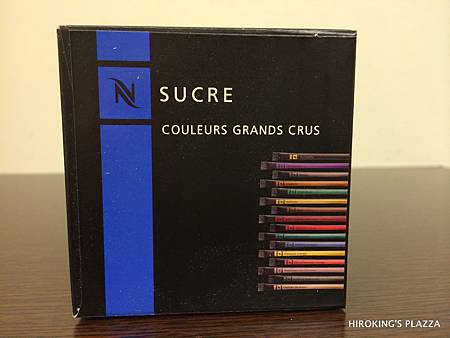 N
SUCRE
COULEURS GRANDS CRUS
HIROKING'S PLAZZA